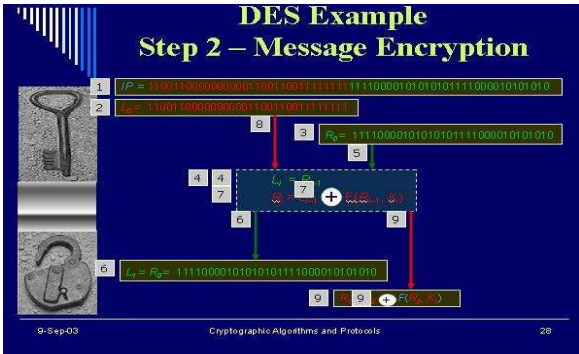 DES Example
Step 2 – Message Encryption
1 IP = 1100110000000000110011001111111111110000101010101111000010101010
2 L₀ = 11001100000000001100110011111111
8
3 R₀ = 11110000101010101111000010101010
5
4 4
7 7
6 9
6 L₁ = R₀ = 11110000101010101111000010101010
9 9 + F(R₀, K₁)
9-Sep-03 Cryptographic Algorithms and Protocols 28